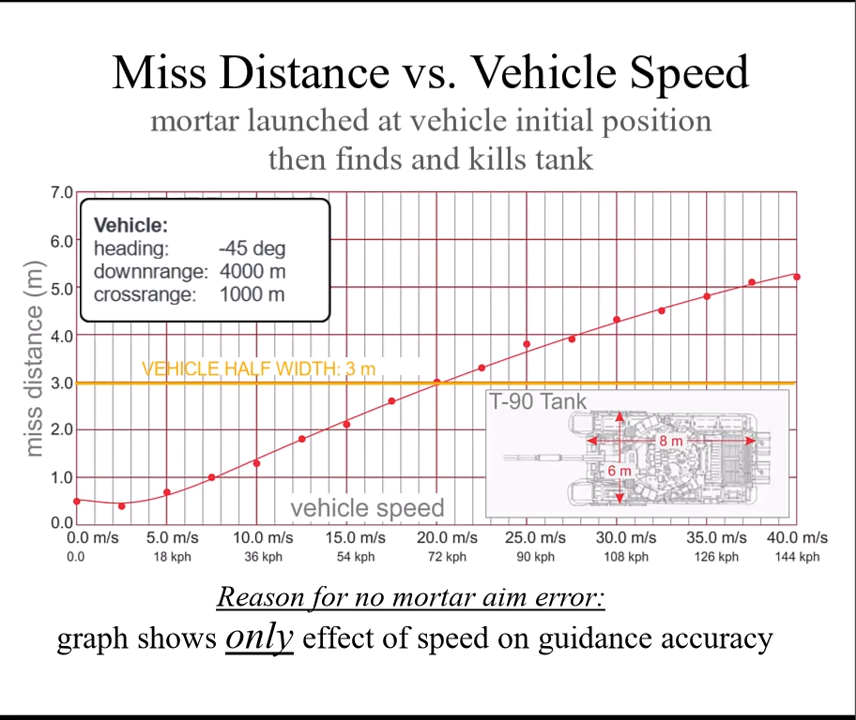 Miss Distance vs. Vehicle Speed
mortar launched at vehicle initial position
then finds and kills tank
7.0
6.0
5.0
4.0
3.0
2.0
1.0
0.0
miss distance (m)
Vehicle:
heading: -45 deg
downnrange: 4000 m
crossrange: 1000 m
VEHICLE HALF WIDTH: 3 m
T-90 Tank
8 m
6 m
vehicle speed
0.0 m/s 5.0 m/s 10.0 m/s 15.0 m/s 20.0 m/s 25.0 m/s 30.0 m/s 35.0 m/s 40.0 m/s
0.0 18 kph 36 kph 54 kph 72 kph 90 kph 108 kph 126 kph 144 kph
Reason for no mortar aim error:
graph shows only effect of speed on guidance accuracy